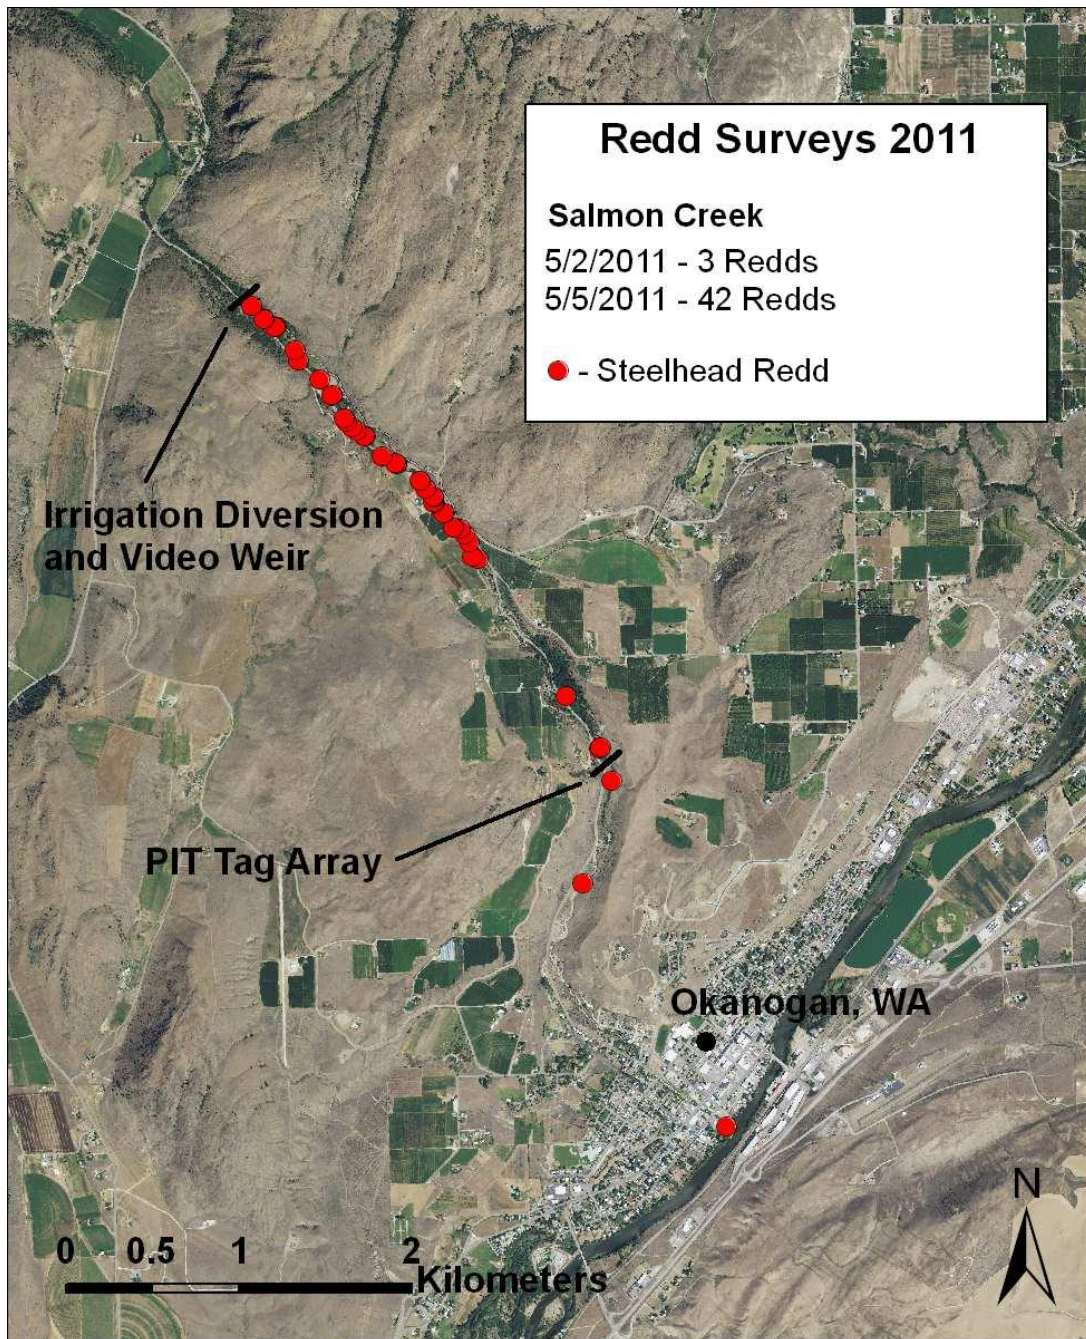 Redd Surveys 2011
Salmon Creek
5/2/2011 - 3 Redds
5/5/2011 - 42 Redds
- Steelhead Redd
Irrigation Diversion
and Video Weir
PIT Tag Array
Okanogan, WA
N
0 0.5 1 2
Kilometers